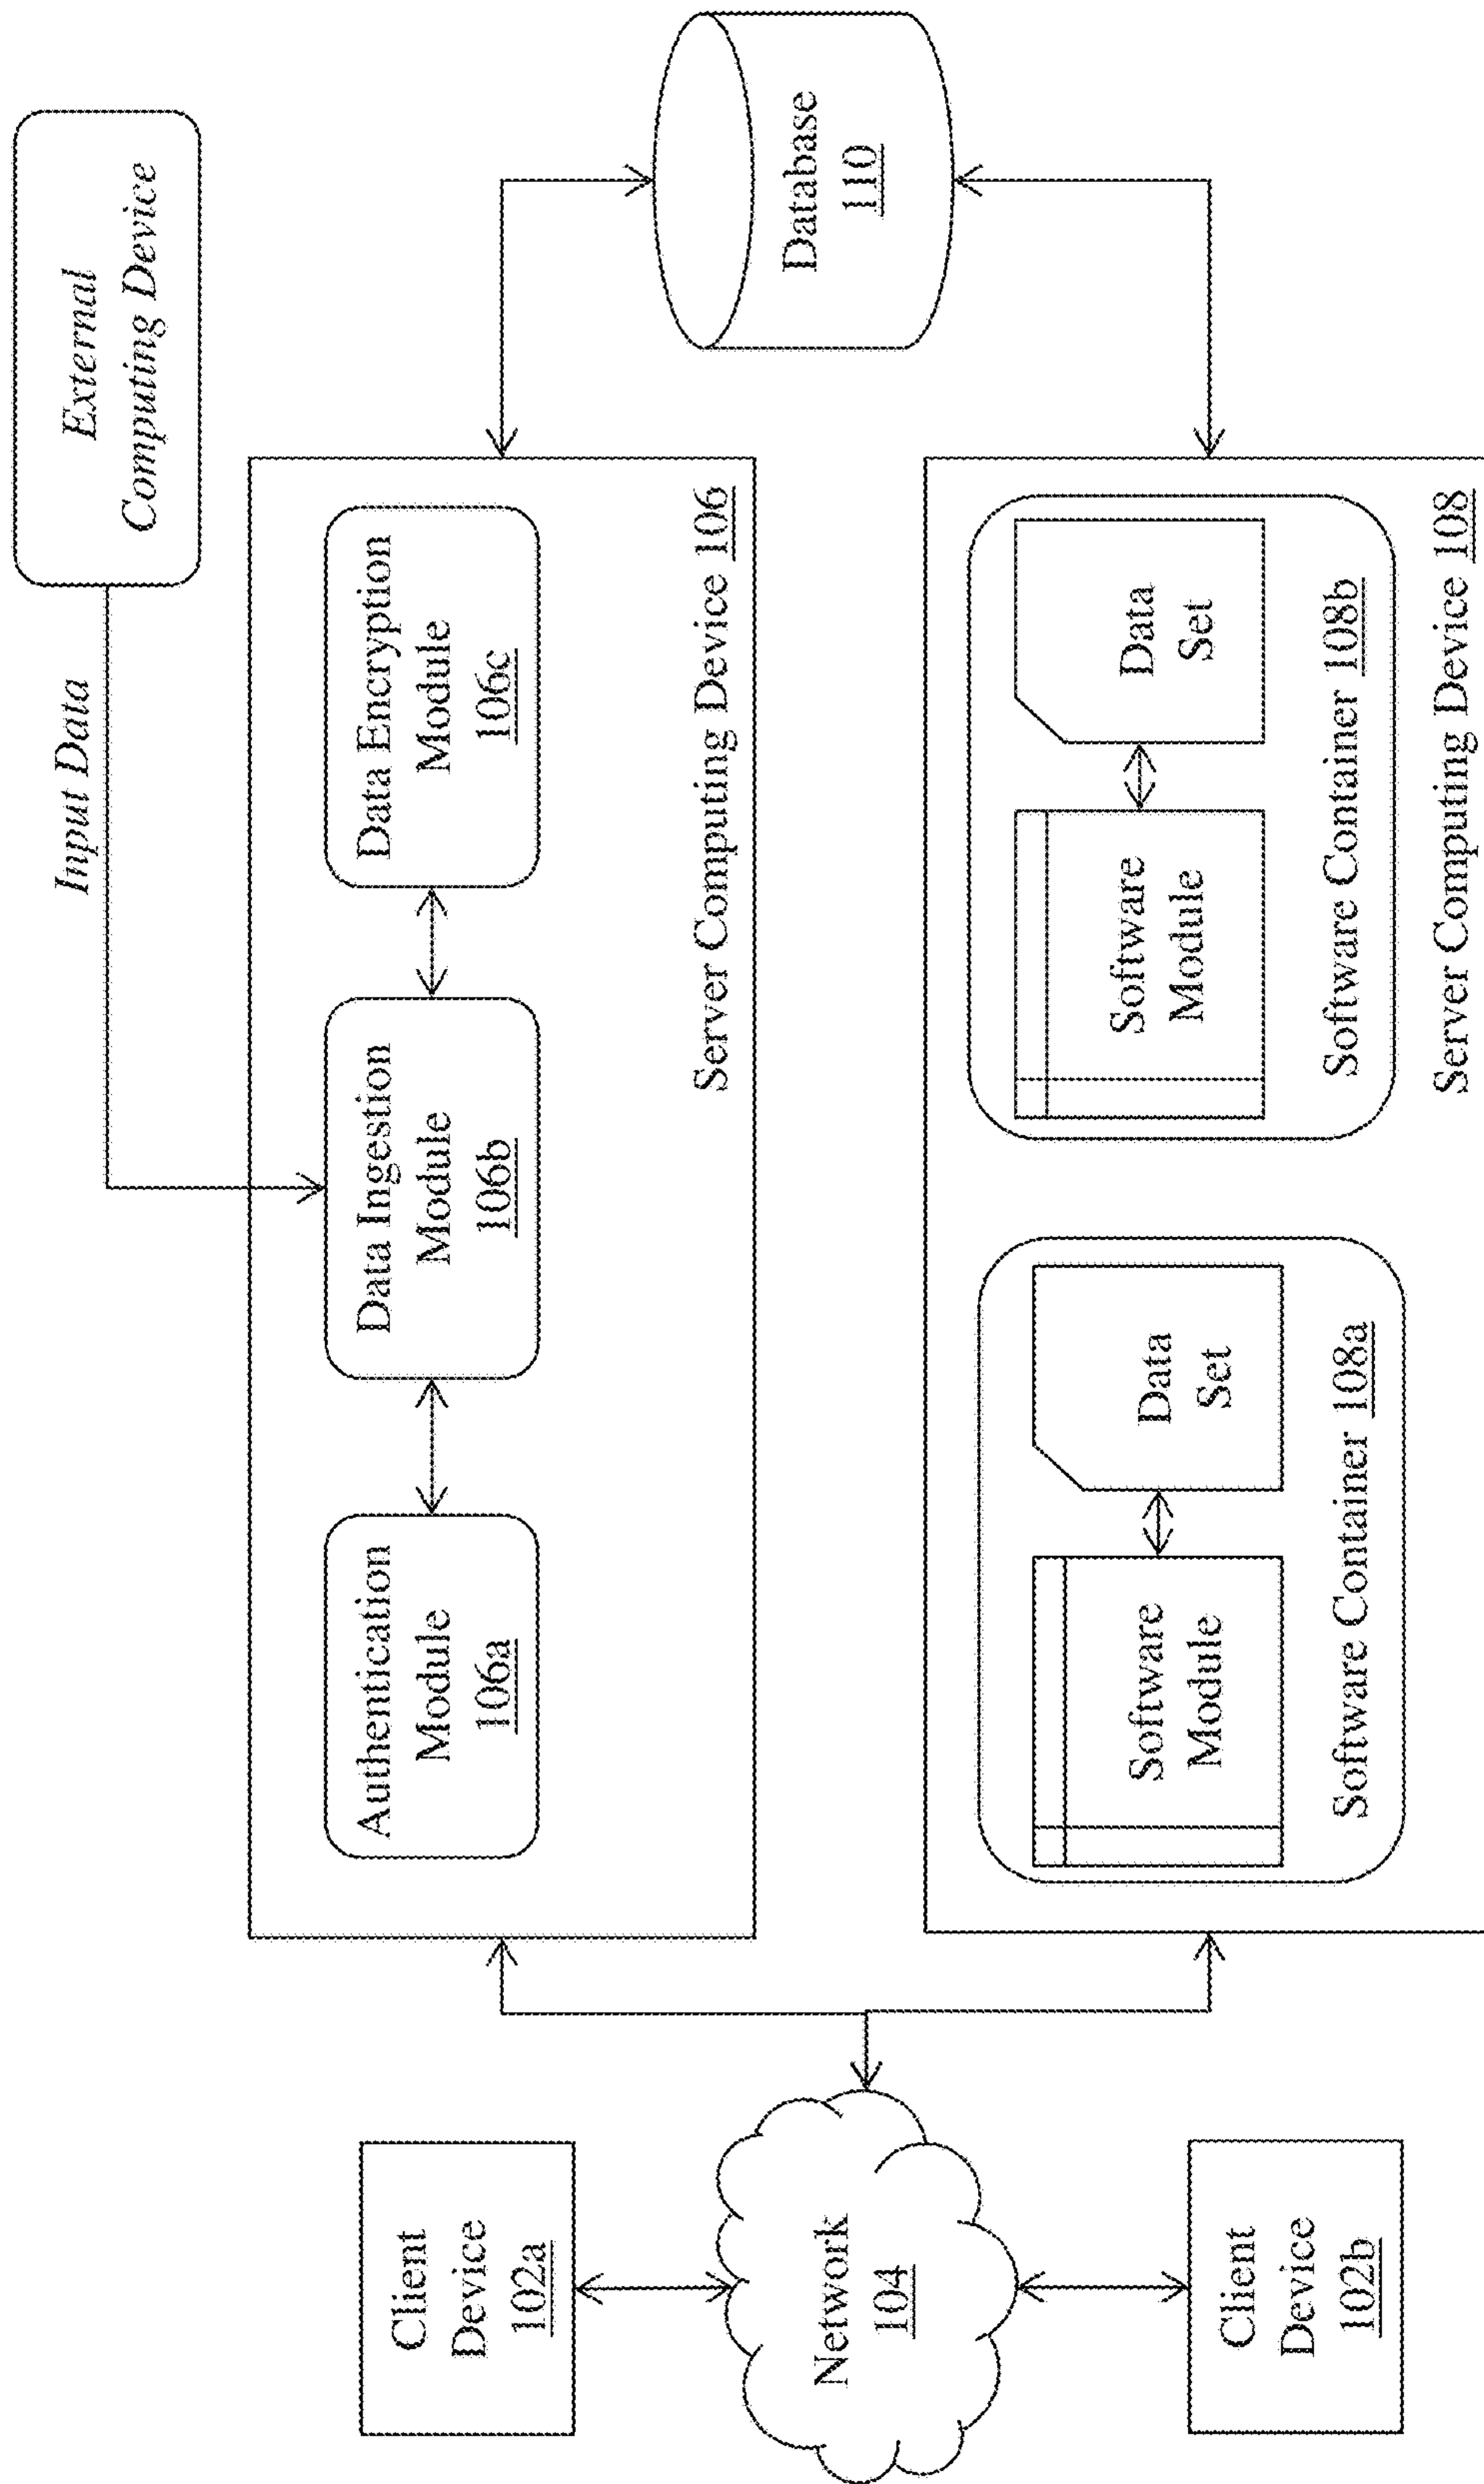 External
Computing Device
Input Data
Client
Device
102a
Authentication
Module
106a
Data Ingestion
Module
106b
Data Encryption
Module
106c
Server Computing Device 106
Network
104
Database
110
Client
Device
102b
Software
Module
Data
Set
Software Container 108a
Software
Module
Data
Set
Software Container 108b
Server Computing Device 108